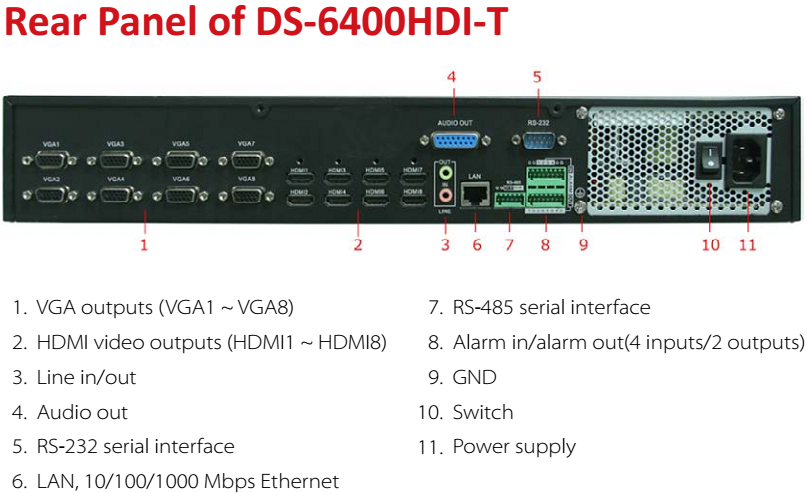 Rear Panel of DS-6400HDI-T
4
5
AUDIO OUT
RS-232
VGA1 VGA3 VGA5 VGA7
OUT
HDMI1 HDMI3 HDMI5 HDMI7
LAN
RS-485
IN
VGA2 VGA4 VGA6 VGA8
HDMI2 HDMI4 HDMI6 HDMI8
LINE
1
2
3
6
7
8
9
10
11
1. VGA outputs (VGA1 ~ VGA8)
2. HDMI video outputs (HDMI1 ~ HDMI8)
3. Line in/out
4. Audio out
5. RS-232 serial interface
6. LAN, 10/100/1000 Mbps Ethernet
7. RS-485 serial interface
8. Alarm in/alarm out(4 inputs/2 outputs)
9. GND
10. Switch
11. Power supply